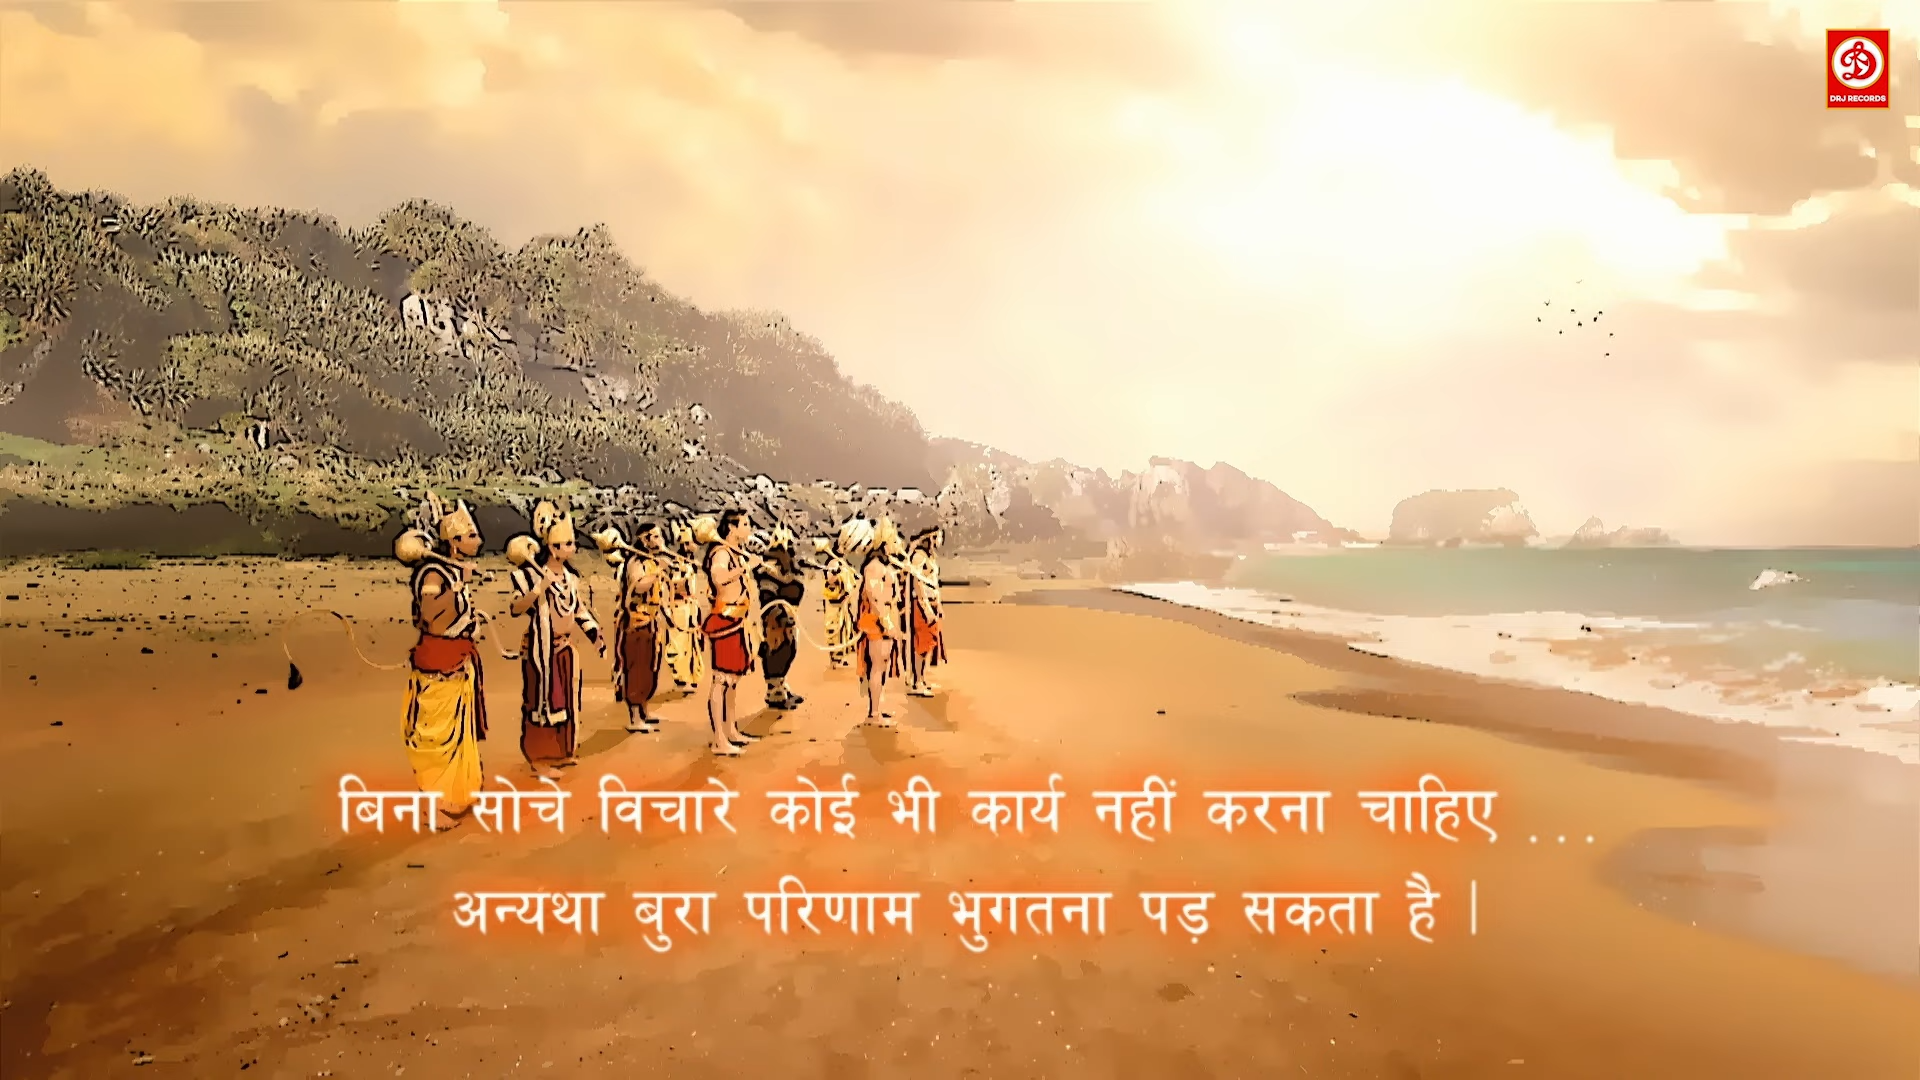 DRJ RECORDS
बिना सोचे विचारे कोई भी कार्य नहीं करना चाहिए ...
अन्यथा बुरा परिणाम भुगतना पड़ सकता है |